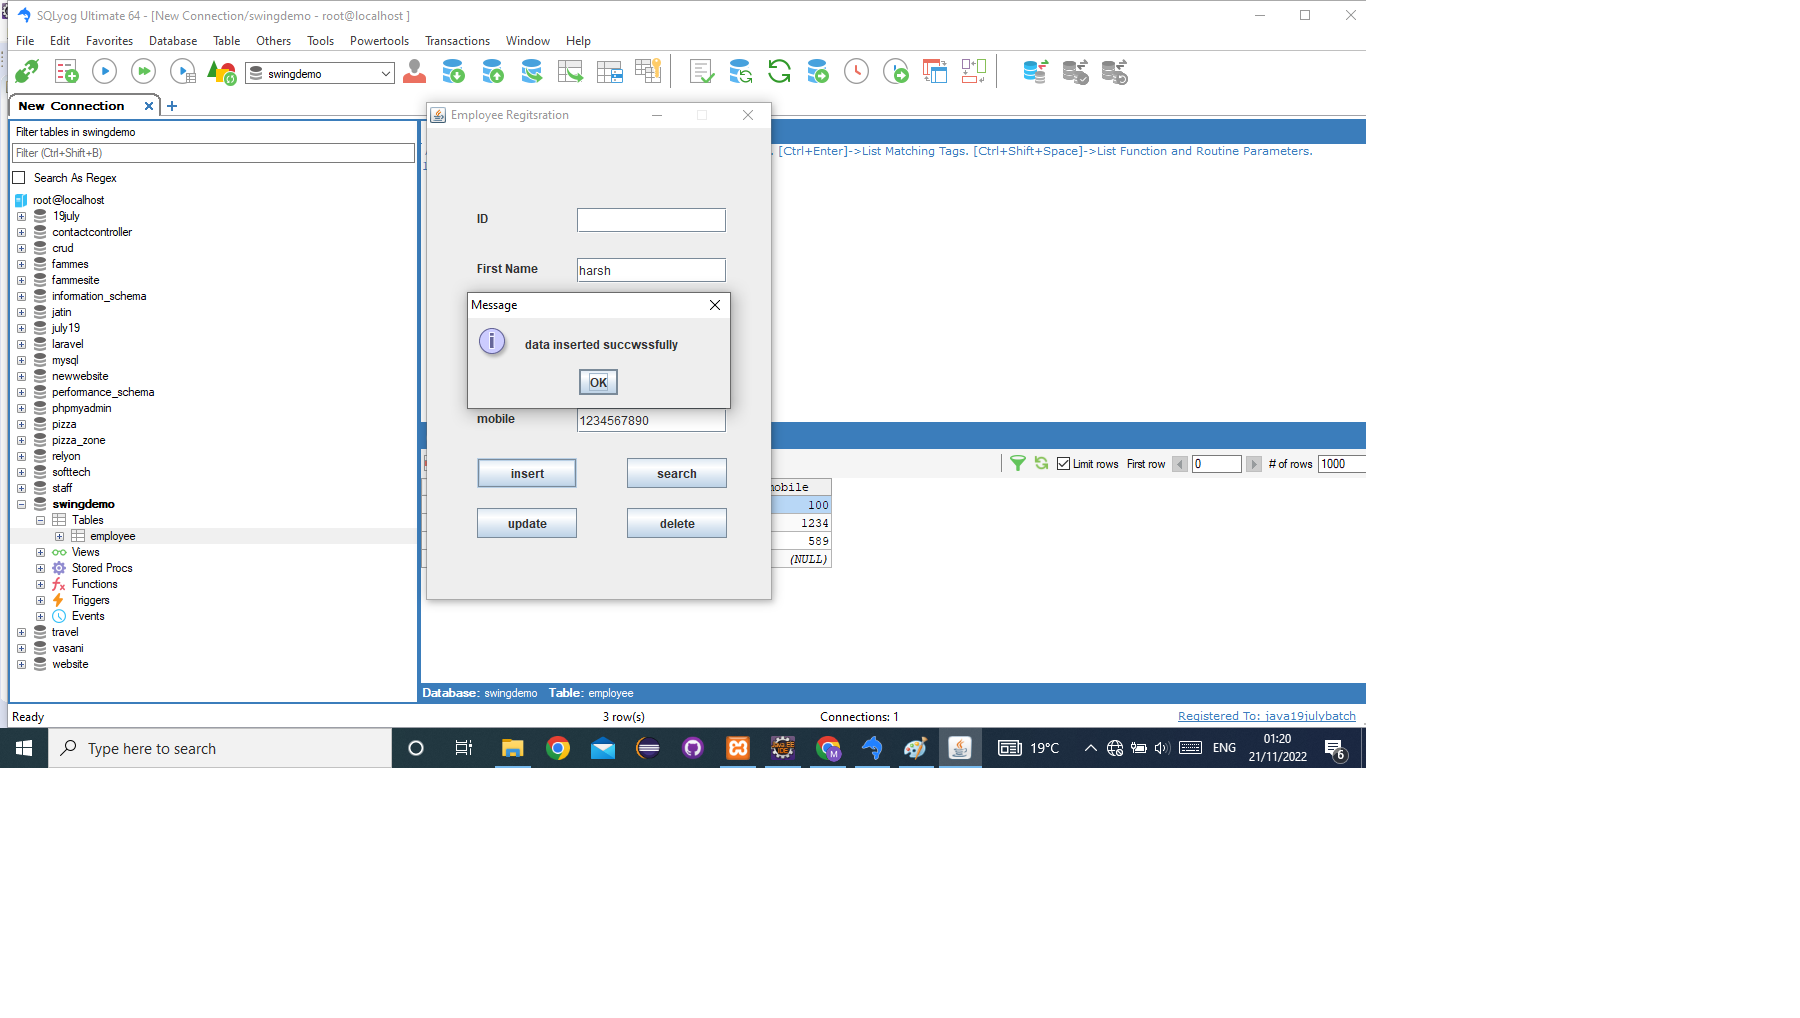 SQLyog Ultimate 64 - [New Connection/swingdemo - root@localhost ]
File Edit Favorites Database Table Others Tools Powertools Transactions Window Help
swingdemo
New Connection
Filter tables in swingdemo
Filter (Ctrl+Shift+B)
Search As Regex
root@localhost
19july
contactcontroller
crud
fammes
fammesite
information_schema
jatin
july19
laravel
mysql
newwebsite
performance_schema
phpmyadmin
pizza
pizza_zone
relyon
softtech
staff
swingdemo
Tables
employee
Views
Stored Procs
Functions
Triggers
Events
travel
vasani
website
Employee Regitsration
ID
First Name harsh
Message
data inserted succwssfully
OK
mobile 1234567890
insert search
update delete
. [Ctrl+Enter]->List Matching Tags. [Ctrl+Shift+Space]->List Function and Routine Parameters.
Limit rows First row 0 # of rows 1000
mobile
100
1234
589
(NULL)
Database: swingdemo Table: employee
Ready 3 row(s) Connections: 1 Registered To: java19julybatch
Type here to search
19°C
ENG
01:20
21/11/2022
6